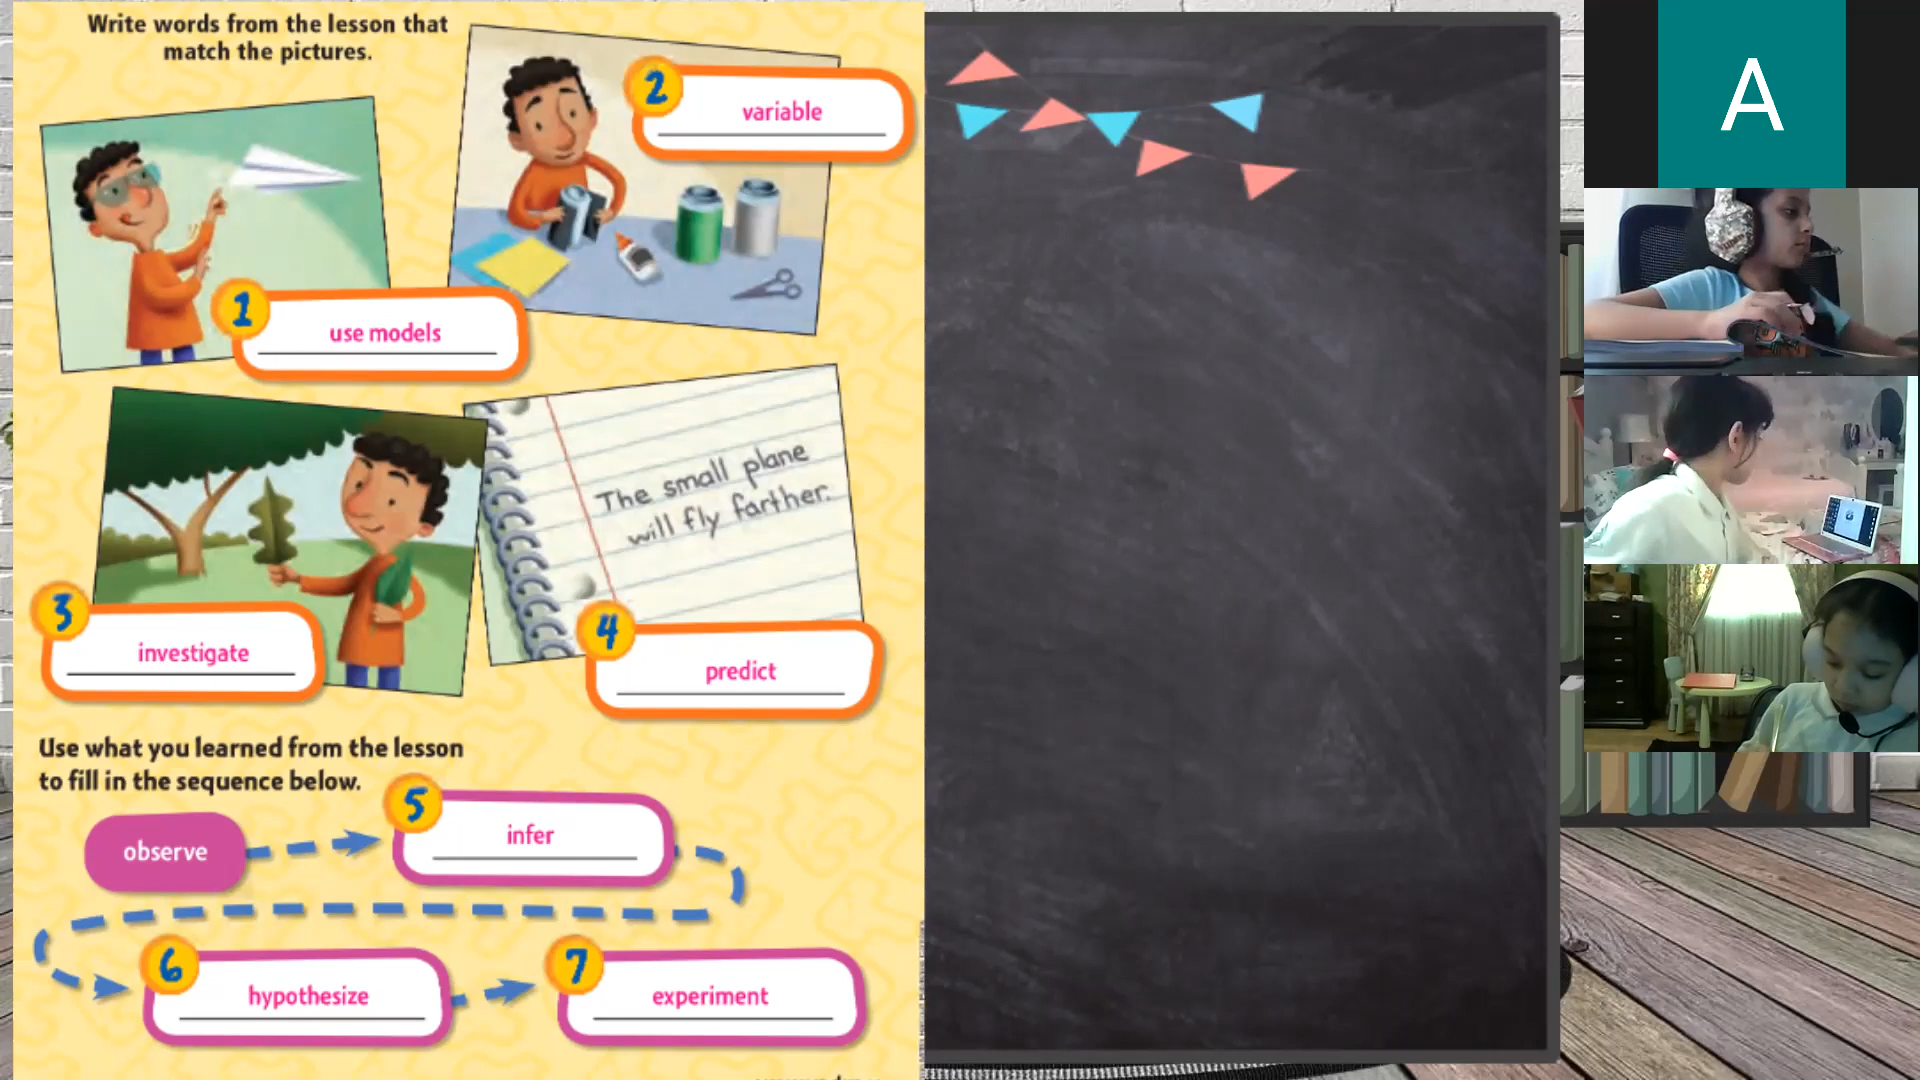 Write words from the lesson that
match the pictures.
2
variable
1
use models
3
investigate
The small plane
will fly farther.
4
predict
Use what you learned from the lesson
to fill in the sequence below.
observe
5
infer
6
hypothesize
7
experiment
A